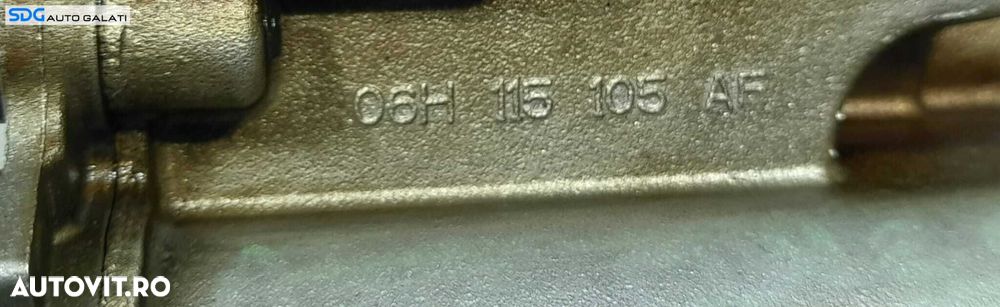 SDG AUTO GALATI
06H 115 105 AF
AUTOVIT.RO